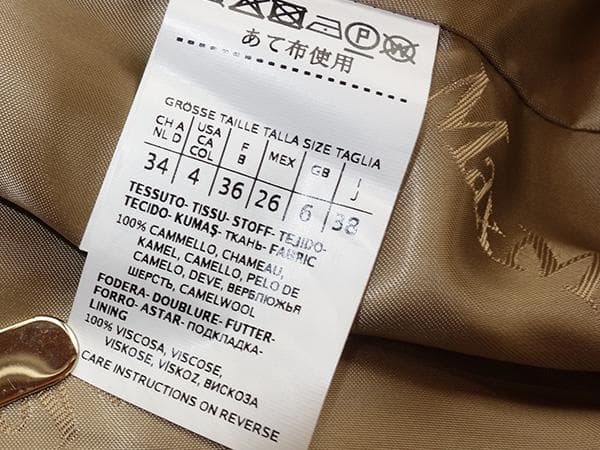 あて布使用
GRÖSSE TAILLE TALLA SIZE TAGLIA
CH A NL D
USA CA COL
F B
MEX
GB
I J
34 4 36 26 6 38
TESSUTO- TISSU- STOFF- TEJIDO-
TECIDO- KUMAŞ- ТКАНЬ- FABRIC
100% CAMMELLO, CHAMEAU,
KAMEL, CAMELLO, PELO DE
CAMELO, DEVE, ВЕРБЛЮЖЬЯ
ШЕРСТЬ, CAMELWOOL
FODERA- DOUBLURE- FUTTER-
FORRO- ASTAR- ПОДКЛАДКА-
LINING
100% VISCOSA, VISCOSE,
VISKOSE, VISKOZ, ВИСКОЗА
CARE INSTRUCTIONS ON REVERSE
P
W
MaxM